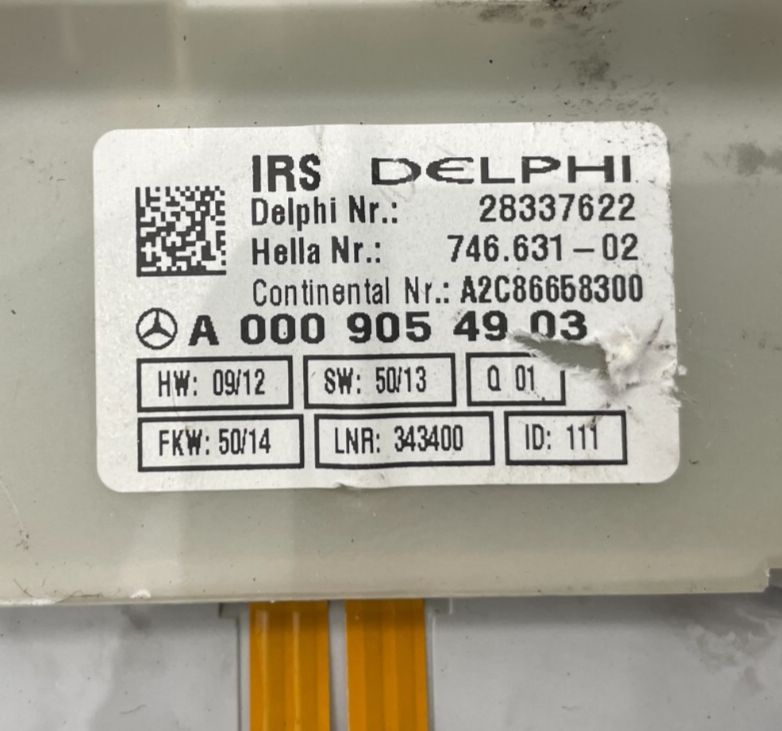 IRS DELPHI
Delphi Nr.: 28337622
Hella Nr.: 746.631-02
Continental Nr.: A2C86658300
A 000 905 49 03
HW: 09/12 SW: 50/13 Q 01
FKW: 50/14 LNR: 343400 ID: 111